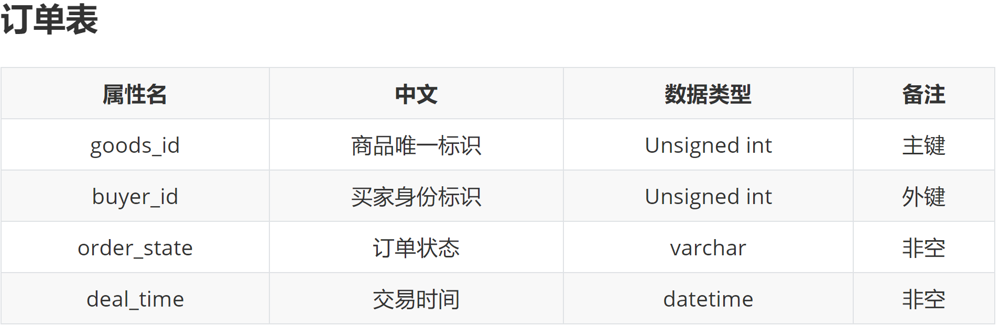 订单表
属性名 中文 数据类型 备注
goods_id 商品唯一标识 Unsigned int 主键
buyer_id 买家身份标识 Unsigned int 外键
order_state 订单状态 varchar 非空
deal_time 交易时间 datetime 非空